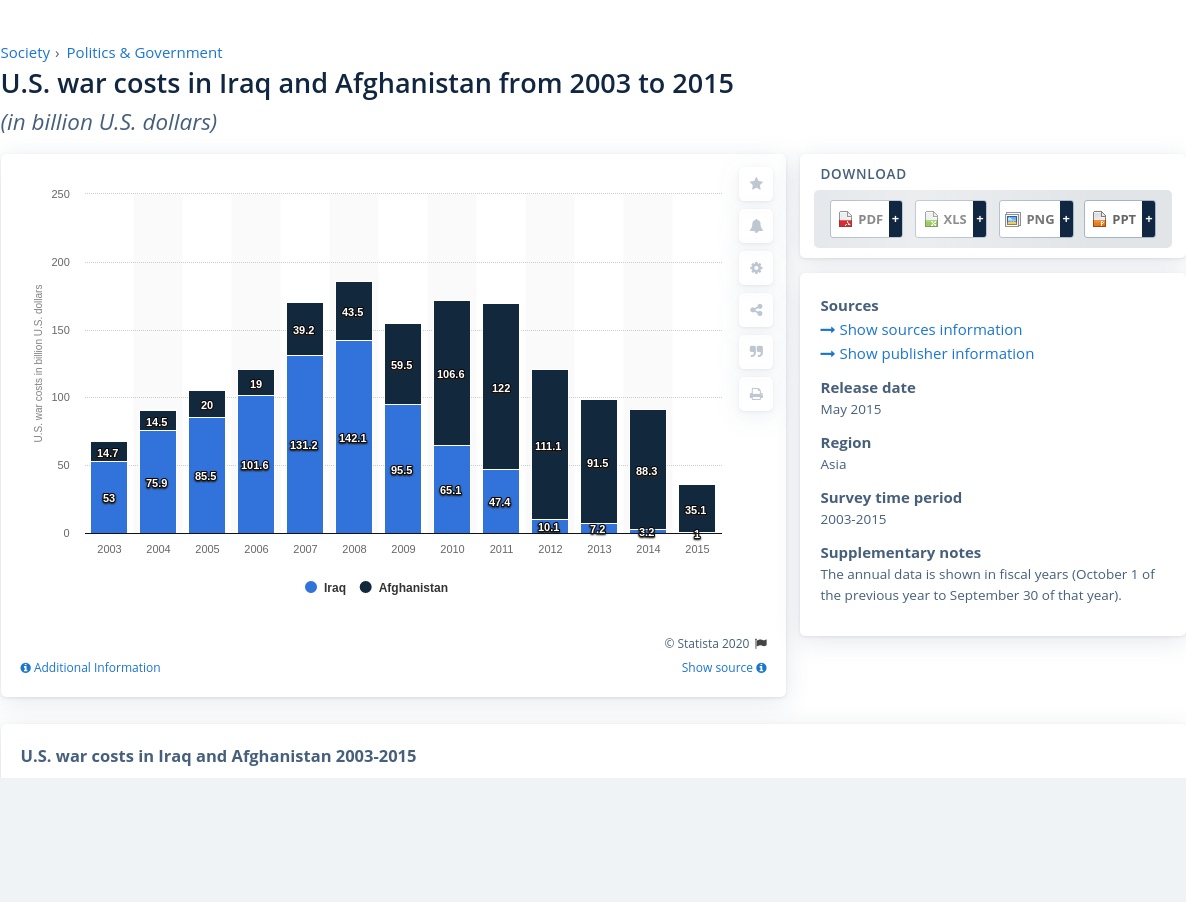 Society › Politics & Government
U.S. war costs in Iraq and Afghanistan from 2003 to 2015
(in billion U.S. dollars)
250
200
150
100
50
0
U.S. war costs in billion U.S. dollars
14.7 14.5 20 19 39.2 43.5 59.5 106.6 122 111.1 91.5 88.3 35.1
53 75.9 85.5 101.6 131.2 142.1 95.5 65.1 47.4 10.1 7.2 3.2 1
2003 2004 2005 2006 2007 2008 2009 2010 2011 2012 2013 2014 2015
Iraq Afghanistan
© Statista 2020
Additional Information Show source
DOWNLOAD
PDF + XLS + PNG + PPT +
Sources
Show sources information
Show publisher information
Release date
May 2015
Region
Asia
Survey time period
2003-2015
Supplementary notes
The annual data is shown in fiscal years (October 1 of
the previous year to September 30 of that year).
U.S. war costs in Iraq and Afghanistan 2003-2015